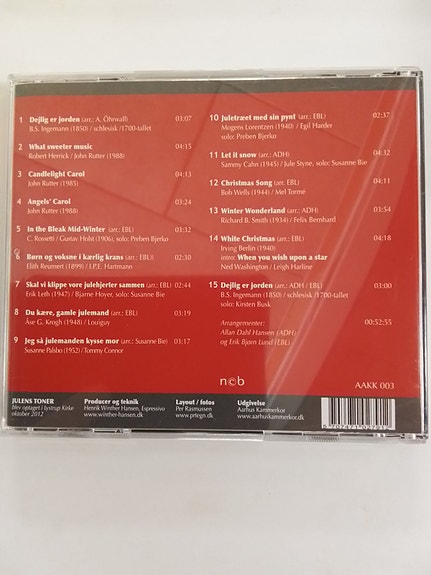 1 Dejlig er jorden (arr.: A. Öhrwall) 03:07
B.S. Ingemann (1850) / schlesisk /1700-tallet
2 What sweeter music 04:15
Robert Herrick / John Rutter (1988)
3 Candlelight Carol 04:13
John Rutter (1985)
4 Angels' Carol 03:24
John Rutter (1988)
5 In the Bleak Mid-Winter (arr.: EBL) 03:32
C. Rossetti / Gustav Holst (1906), solo: Preben Bjerko
6 Børn og voksne i kærlig krans (arr.: EBL) 02:30
Elith Reumert (1899) / J.P.E. Hartmann
7 Skal vi klippe vore julehjerter sammen (arr.: EBL) 02:44
Erik Leth (1947) / Bjarne Hoyer, solo: Susanne Bie
8 Du kære, gamle julemand (arr.: EBL) 03:19
Åse G. Krogh (1948) / Louriguy
9 Jeg så julemanden kysse mor (arr.: Susanne Bie) 03:17
Susanne Palsbo (1952) / Tommy Connor
10 Juletræet med sin pynt (arr.: EBL) 02:37
Mogens Lorentzen (1940) / Egil Harder
solo: Preben Bjerko
11 Let it snow (arr.: ADH) 04:32
Sammy Cahn (1945) / Jule Styne, solo: Susanne Bie
12 Christmas Song (arr.: EBL) 04:11
Bob Wells (1944) / Mel Tormé
13 Winter Wonderland (arr.: ADH) 03:54
Richard B. Smith (1934) / Felix Bernhard
14 White Christmas (arr.: EBL) 04:18
Irving Berlin (1940)
intro: When you wish upon a star
Ned Washington / Leigh Harline
15 Dejlig er jorden (arr.: ADH) 03:00
B.S. Ingemann (1850) / schlesisk /1700-tallet
solo: Kirsten Busk
Arrangementer: 00:52:55
Allan Dahl Hansen (ADH)
og Erik Bjørn Lund (EBL)
ncb
AAKK 003
JULENS TONER
Blev optaget i Lystrup Kirke
oktober 2012
Producer og teknik
Henrik Winther Hansen, Espressivo
www.winther-hansen.dk
Layout / fotos
Per Rasmussen
www.prtegn.dk
Udgivelse
Aarhus Kammerkor
www.aarhuskammerkor.dk